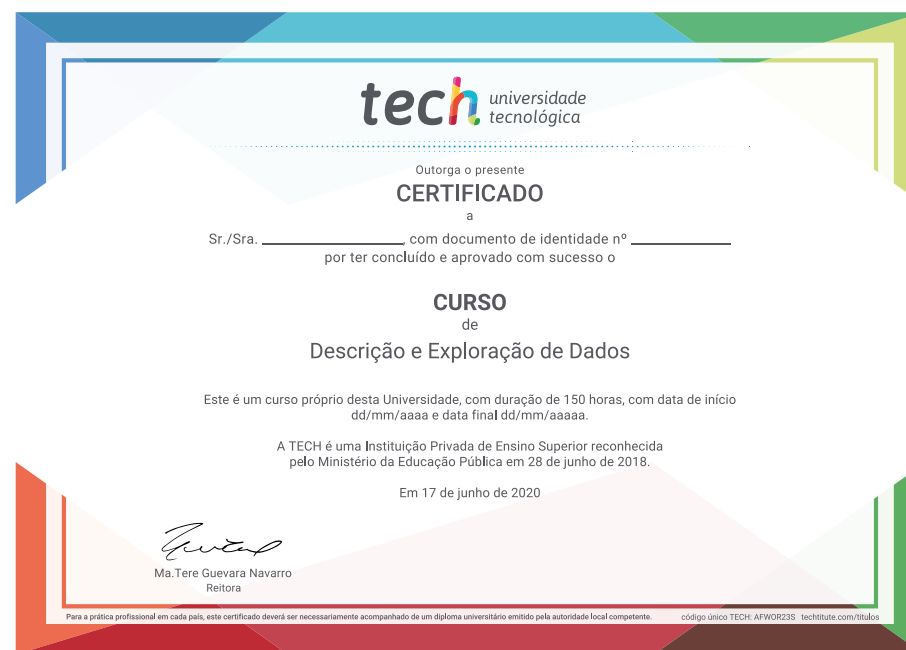 tech universidade
tecnológica
Outorga o presente
CERTIFICADO
a
Sr./Sra. ____________________, com documento de identidade nº ______________
por ter concluído e aprovado com sucesso o
CURSO
de
Descrição e Exploração de Dados
Este é um curso próprio desta Universidade, com duração de 150 horas, com data de início
dd/mm/aaaa e data final dd/mm/aaaaa.
A TECH é uma Instituição Privada de Ensino Superior reconhecida
pelo Ministério da Educação Pública em 28 de junho de 2018.
Em 17 de junho de 2020
Ma.Tere Guevara Navarro
Reitora
Para a prática profissional em cada país, este certificado deverá ser necessariamente acompanhado de um diploma universitário emitido pela autoridade local competente. código único TECH: AFWOR23S techtitute.com/titulos